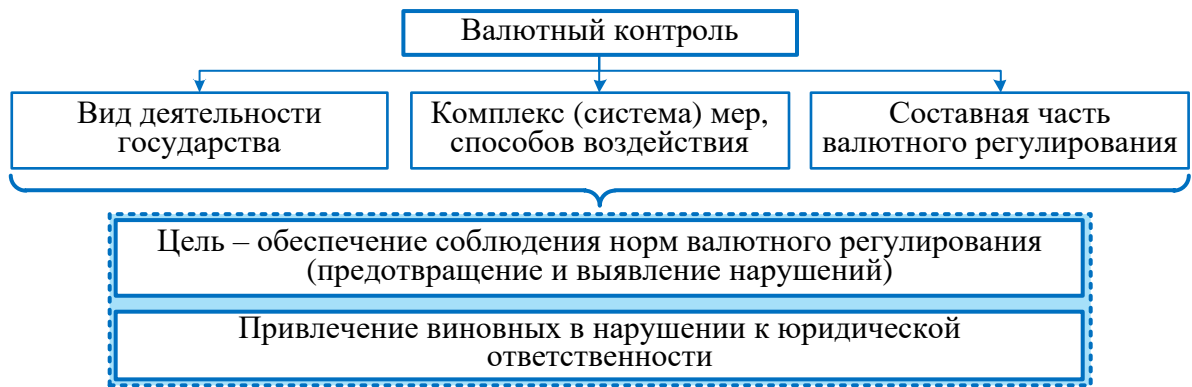 Валютный контроль
Вид деятельности
государства
Комплекс (система) мер,
способов воздействия
Составная часть
валютного регулирования
Цель – обеспечение соблюдения норм валютного регулирования
(предотвращение и выявление нарушений)
Привлечение виновных в нарушении к юридической
ответственности